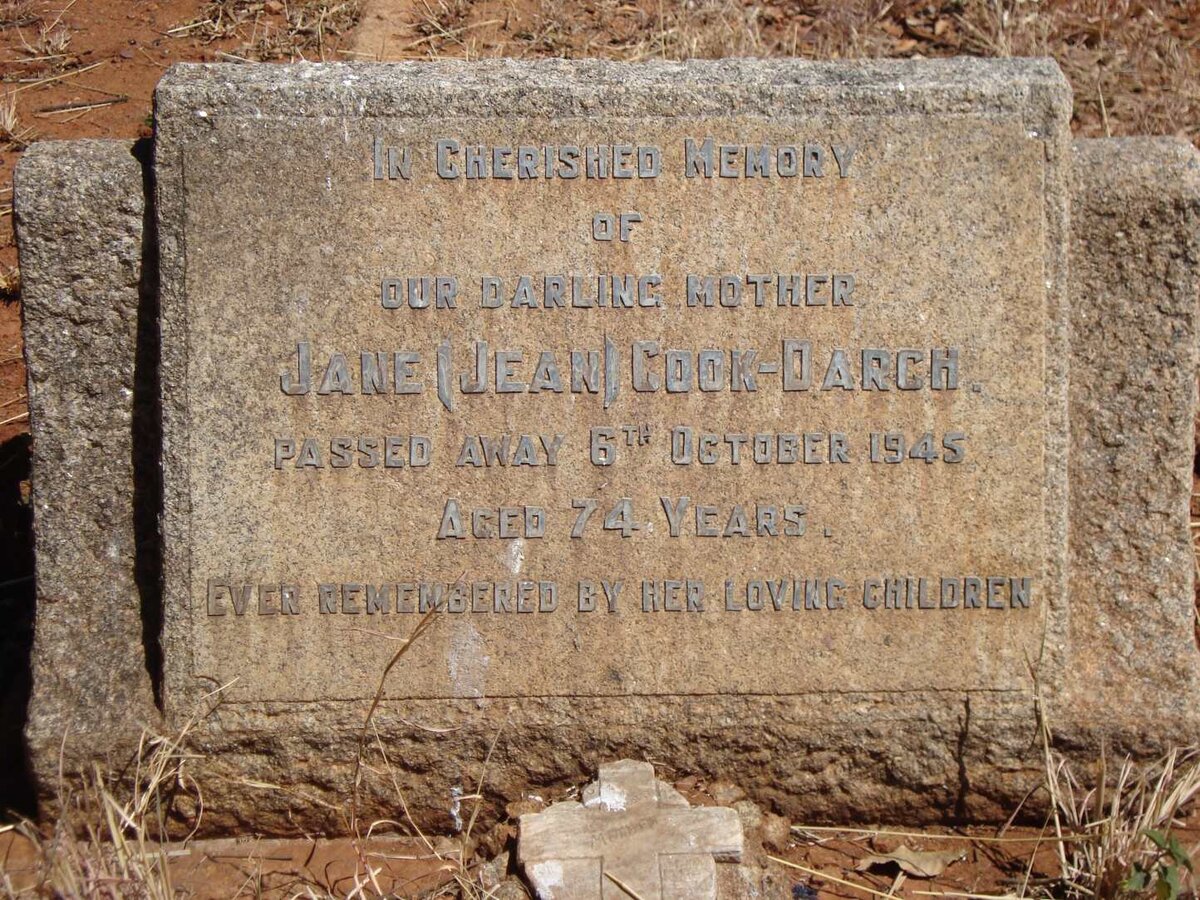 In Cherished Memory
OF
OUR DARLING MOTHER
Jane (Jean) Cook-Darch.
PASSED AWAY 6TH October 1945
Aged 74 Years.
Ever remembered by her loving children